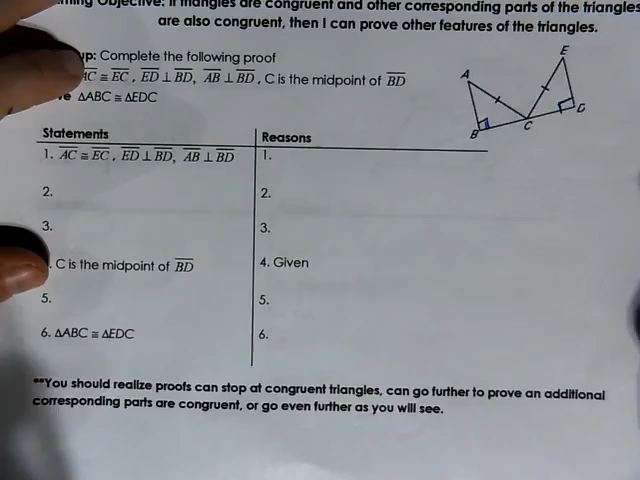 Objective: If triangles are congruent and other corresponding parts of the triangles
are also congruent, then I can prove other features of the triangles.
up: Complete the following proof
AC ≅ EC, ED ⊥ BD, AB ⊥ BD, C is the midpoint of BD
ΔABC ≅ ΔEDC
A
E
B
C
D
Statements Reasons
1. AC ≅ EC, ED ⊥ BD, AB ⊥ BD 1.
2. 2.
3. 3.
. C is the midpoint of BD 4. Given
5. 5.
6. ΔABC ≅ ΔEDC 6.
**You should realize proofs can stop at congruent triangles, can go further to prove an additional
corresponding parts are congruent, or go even further as you will see.